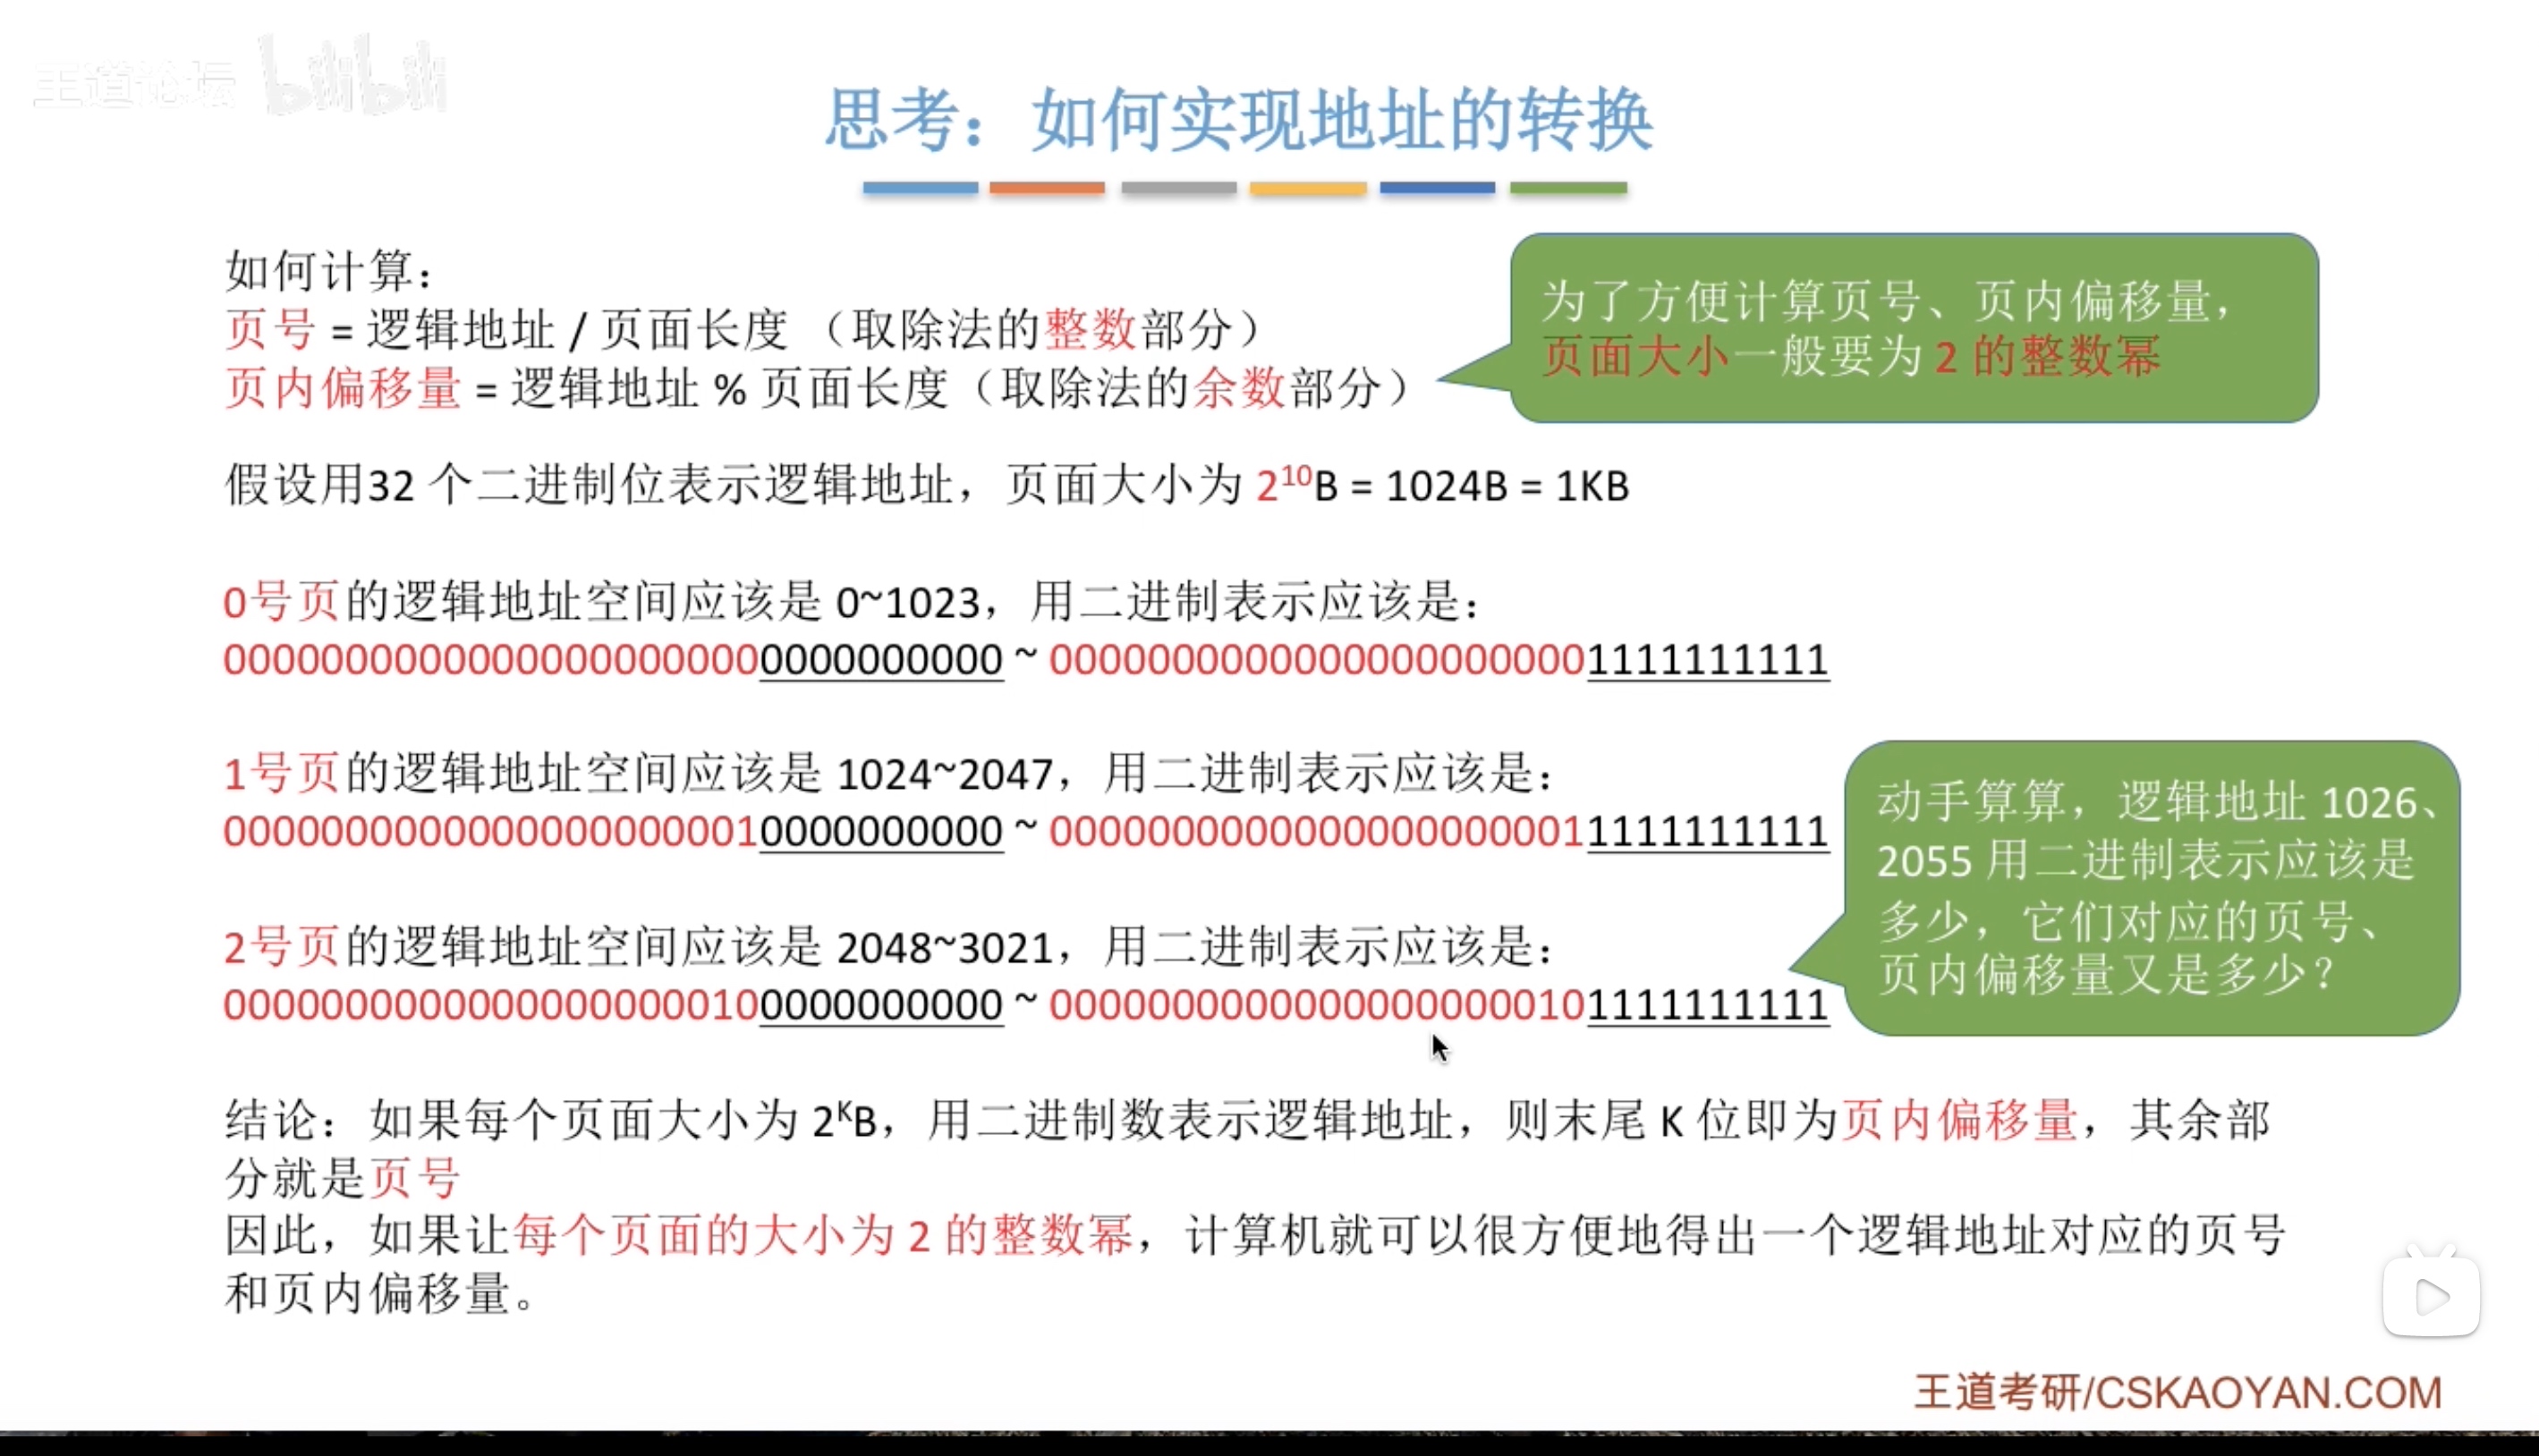 王道论坛 bilibili
思考：如何实现地址的转换
如何计算：
页号 = 逻辑地址 / 页面长度 （取除法的整数部分）
页内偏移量 = 逻辑地址 % 页面长度（取除法的余数部分）
为了方便计算页号、页内偏移量，
页面大小一般要为 2 的整数幂
假设用32 个二进制位表示逻辑地址，页面大小为 2¹⁰B = 1024B = 1KB
0号页的逻辑地址空间应该是 0~1023，用二进制表示应该是：
00000000000000000000000000000000 ~ 00000000000000000000001111111111
1号页的逻辑地址空间应该是 1024~2047，用二进制表示应该是：
00000000000000000000010000000000 ~ 00000000000000000000011111111111
2号页的逻辑地址空间应该是 2048~3021，用二进制表示应该是：
00000000000000000000100000000000 ~ 00000000000000000000101111111111
动手算算，逻辑地址 1026、
2055 用二进制表示应该是
多少，它们对应的页号、
页内偏移量又是多少？
结论：如果每个页面大小为 2ᴷB，用二进制数表示逻辑地址，则末尾 K 位即为页内偏移量，其余部
分就是页号
因此，如果让每个页面的大小为 2 的整数幂，计算机就可以很方便地得出一个逻辑地址对应的页号
和页内偏移量。
王道考研/CSKAOYAN.COM